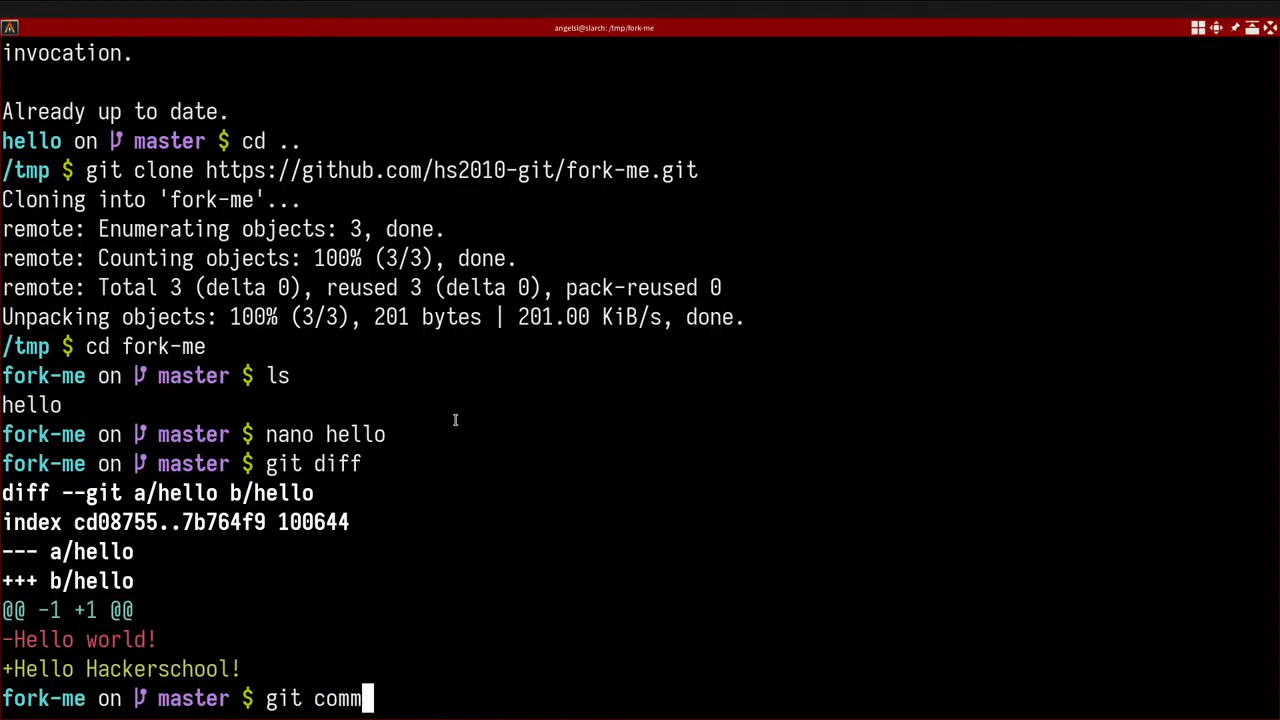 angelsl@slarch: /tmp/fork-me
invocation.
Already up to date.
hello on master $ cd ..
/tmp $ git clone https://github.com/hs2010-git/fork-me.git
Cloning into 'fork-me'...
remote: Enumerating objects: 3, done.
remote: Counting objects: 100% (3/3), done.
remote: Total 3 (delta 0), reused 3 (delta 0), pack-reused 0
Unpacking objects: 100% (3/3), 201 bytes | 201.00 KiB/s, done.
/tmp $ cd fork-me
fork-me on master $ ls
hello
fork-me on master $ nano hello
fork-me on master $ git diff
diff --git a/hello b/hello
index cd08755..7b764f9 100644
--- a/hello
+++ b/hello
@@ -1 +1 @@
-Hello world!
+Hello Hackerschool!
fork-me on master $ git comm